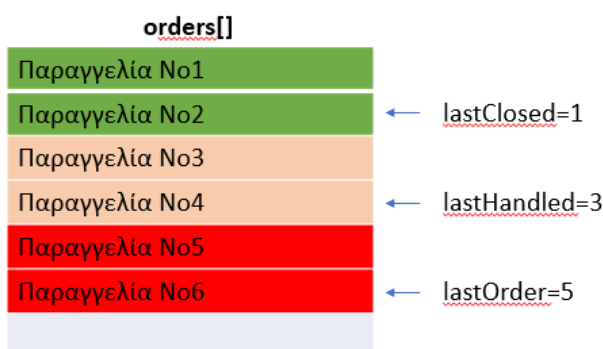 orders[]
Παραγγελία Νο1
Παραγγελία Νο2
lastClosed=1
Παραγγελία Νο3
Παραγγελία Νο4
lastHandled=3
Παραγγελία Νο5
Παραγγελία Νο6
lastOrder=5